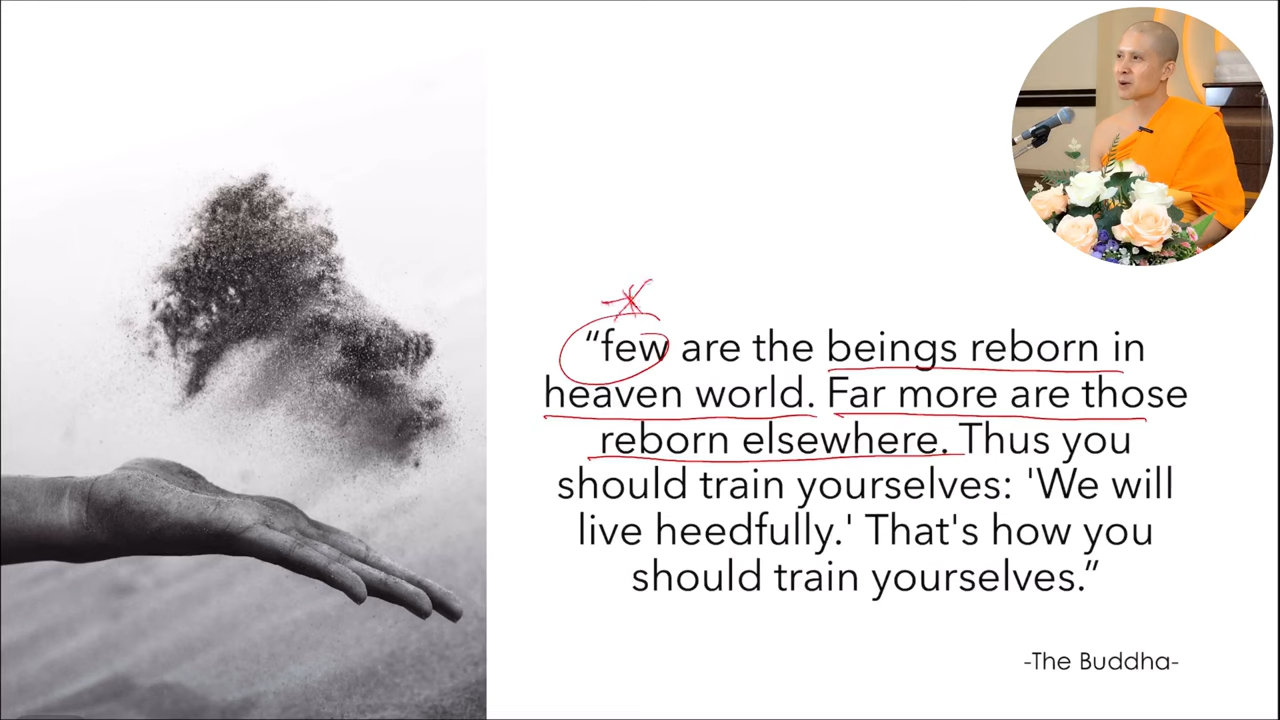 “few are the beings reborn in
heaven world. Far more are those
reborn elsewhere. Thus you
should train yourselves: 'We will
live heedfully.' That's how you
should train yourselves.”
-The Buddha-